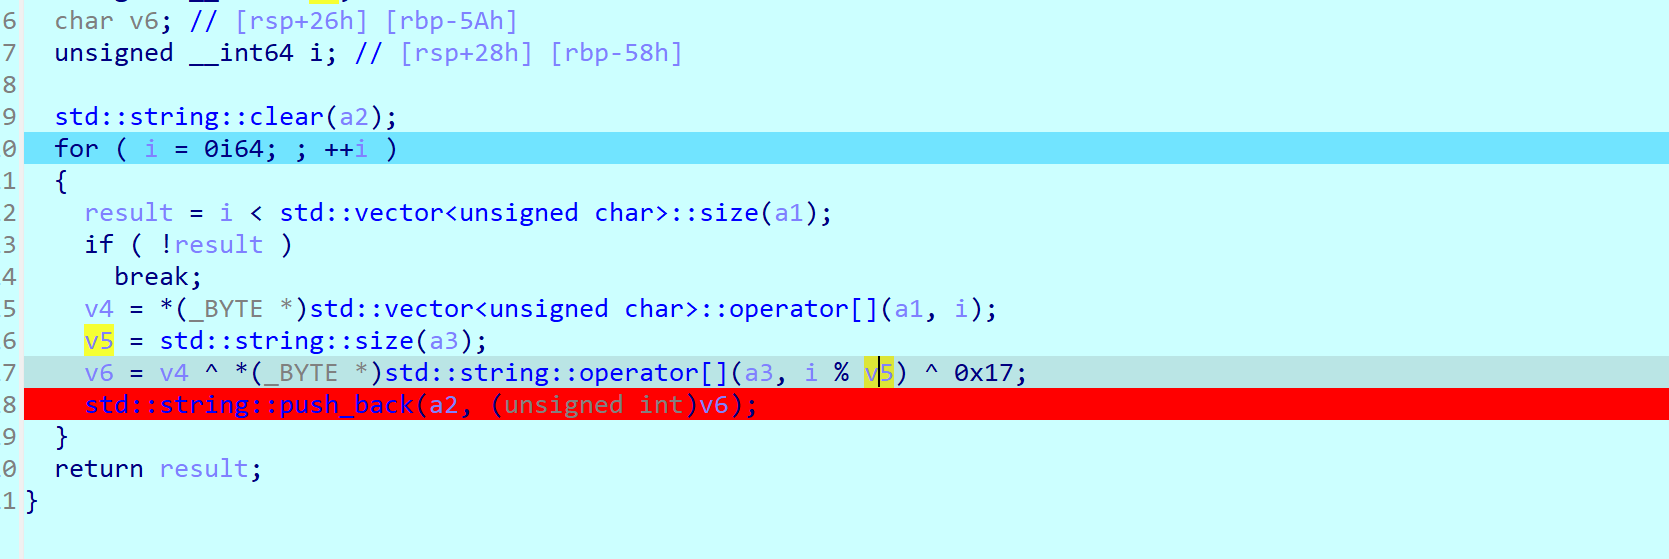 6 char v6; // [rsp+26h] [rbp-5Ah]
7 unsigned __int64 i; // [rsp+28h] [rbp-58h]
8
9 std::string::clear(a2);
0 for ( i = 0i64; ; ++i )
1 {
2 result = i < std::vector<unsigned char>::size(a1);
3 if ( !result )
4 break;
5 v4 = *(_BYTE *)std::vector<unsigned char>::operator[](a1, i);
6 v5 = std::string::size(a3);
7 v6 = v4 ^ *(_BYTE *)std::string::operator[](a3, i % v5) ^ 0x17;
8 std::string::push_back(a2, (unsigned int)v6);
9 }
0 return result;
1 }